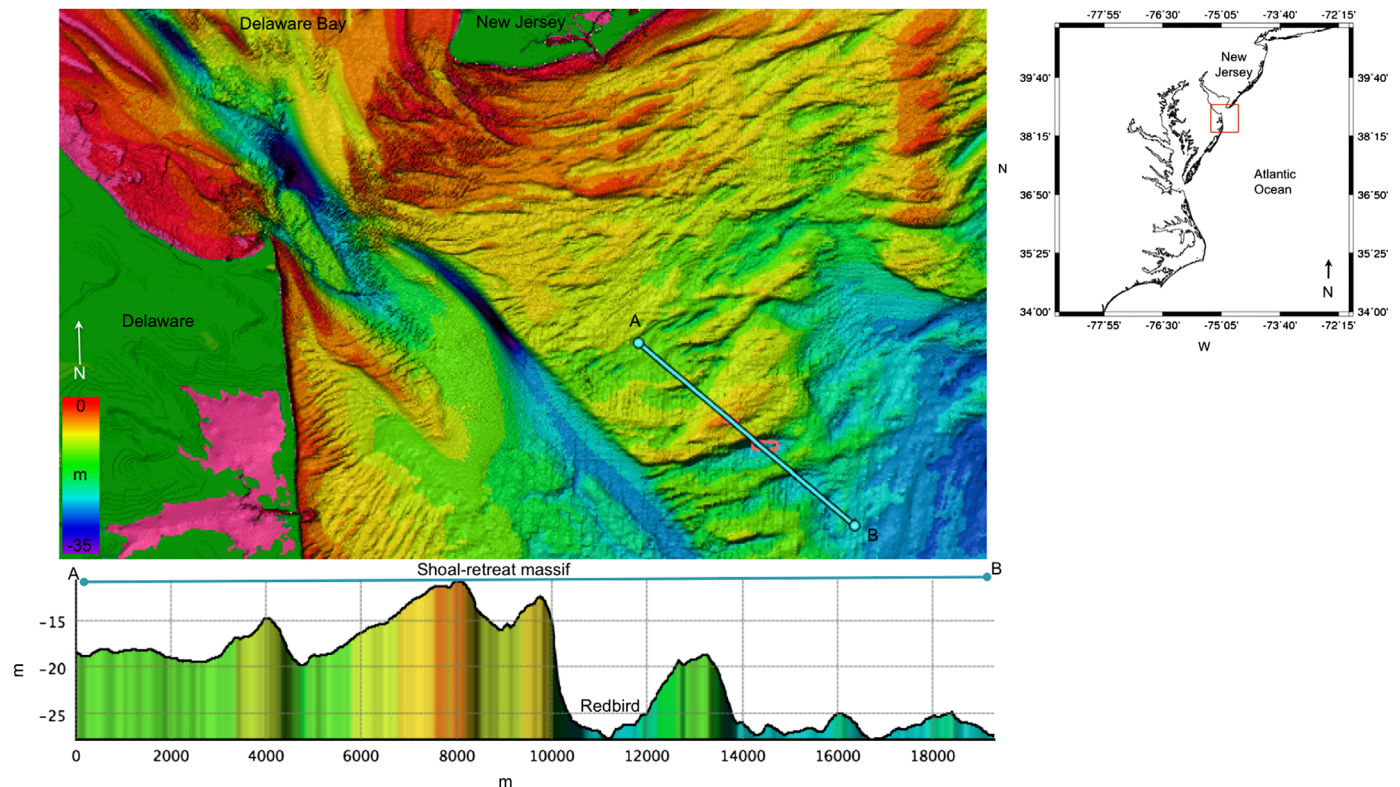 Delaware Bay
New Jersey
Delaware
N
0
m
-35
A
B
-77˚55'
-76˚30'
-75˚05'
-73˚40'
-72˚15'
39˚40'
38˚15'
36˚50'
35˚25'
34˚00'
New
Jersey
Atlantic
Ocean
N
N
39˚40'
38˚15'
36˚50'
35˚25'
34˚00'
-77˚55'
-76˚30'
-75˚05'
-73˚40'
-72˚15'
W
A
Shoal-retreat massif
B
-15
-20
-25
m
Redbird
0
2000
4000
6000
8000
10000
12000
14000
16000
18000
m